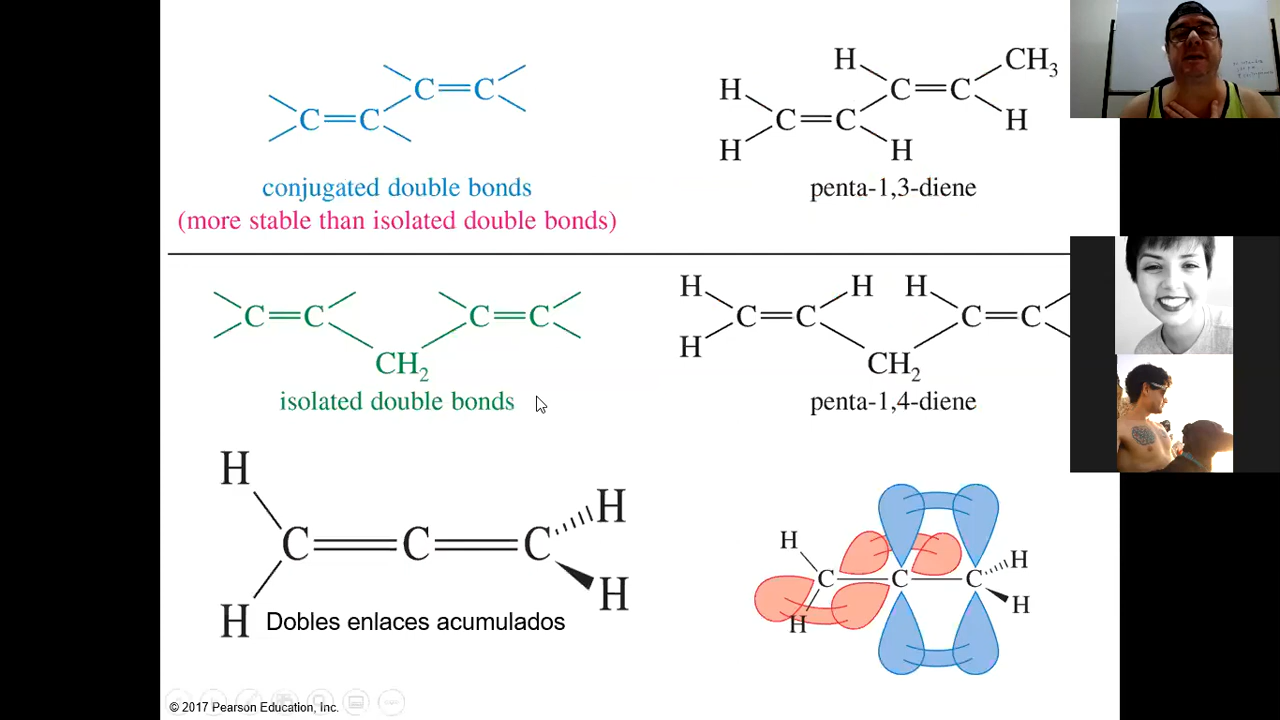 C=C
C=C
conjugated double bonds
(more stable than isolated double bonds)
H
H
H
C=C
C=C
H
CH3
H
penta-1,3-diene
C=C
C=C
CH2
isolated double bonds
H
H
H
H
C=C
C=C
CH2
penta-1,4-diene
H
H
C=C=C
H
H
Dobles enlaces acumulados
H
H
C C C
H
H
© 2017 Pearson Education, Inc.